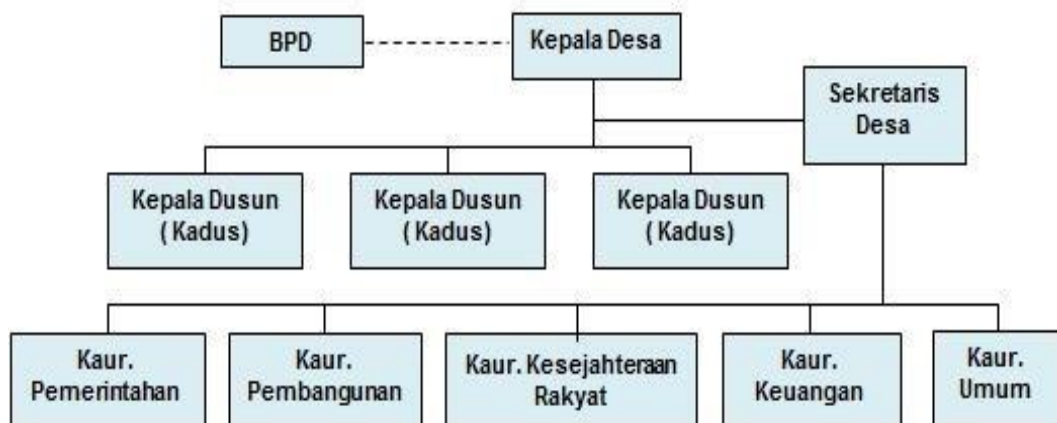 BPD
Kepala Desa
Sekretaris
Desa
Kepala Dusun
( Kadus)
Kepala Dusun
( Kadus)
Kepala Dusun
( Kadus)
Kaur.
Pemerintahan
Kaur.
Pembangunan
Kaur. Kesejahteraan
Rakyat
Kaur.
Keuangan
Kaur.
Umum